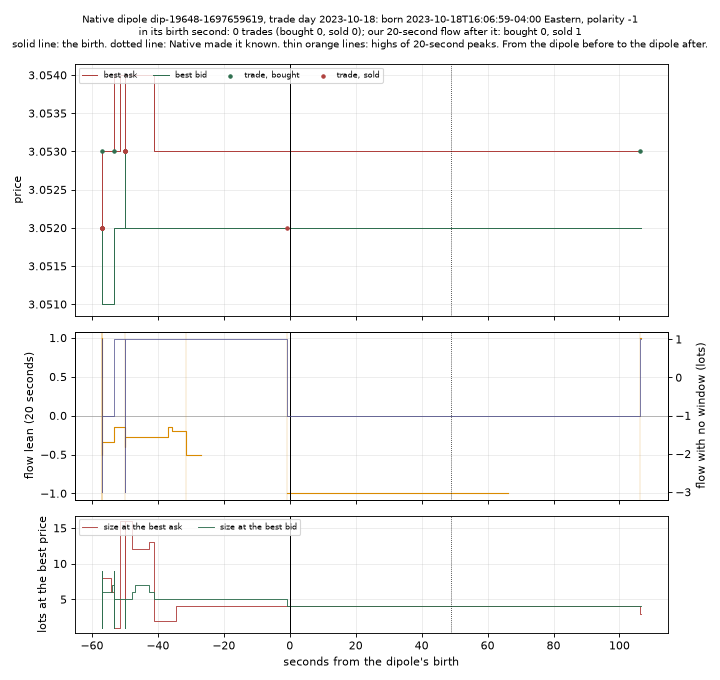 Native dipole dip-19648-1697659619, trade day 2023-10-18: born 2023-10-18T16:06:59-04:00 Eastern, polarity -1
in its birth second: 0 trades (bought 0, sold 0); our 20-second flow after it: bought 0, sold 1
solid line: the birth. dotted line: Native made it known. thin orange lines: highs of 20-second peaks. From the dipole before to the dipole after.
best ask
best bid
trade, bought
trade, sold
3.0540
3.0535
3.0530
3.0525
3.0520
3.0515
3.0510
price
1.0
0.5
0.0
−0.5
−1.0
flow lean (20 seconds)
1
0
−1
−2
−3
flow with no window (lots)
size at the best ask
size at the best bid
15
10
5
lots at the best price
−60
−40
−20
0
20
40
60
80
100
seconds from the dipole's birth